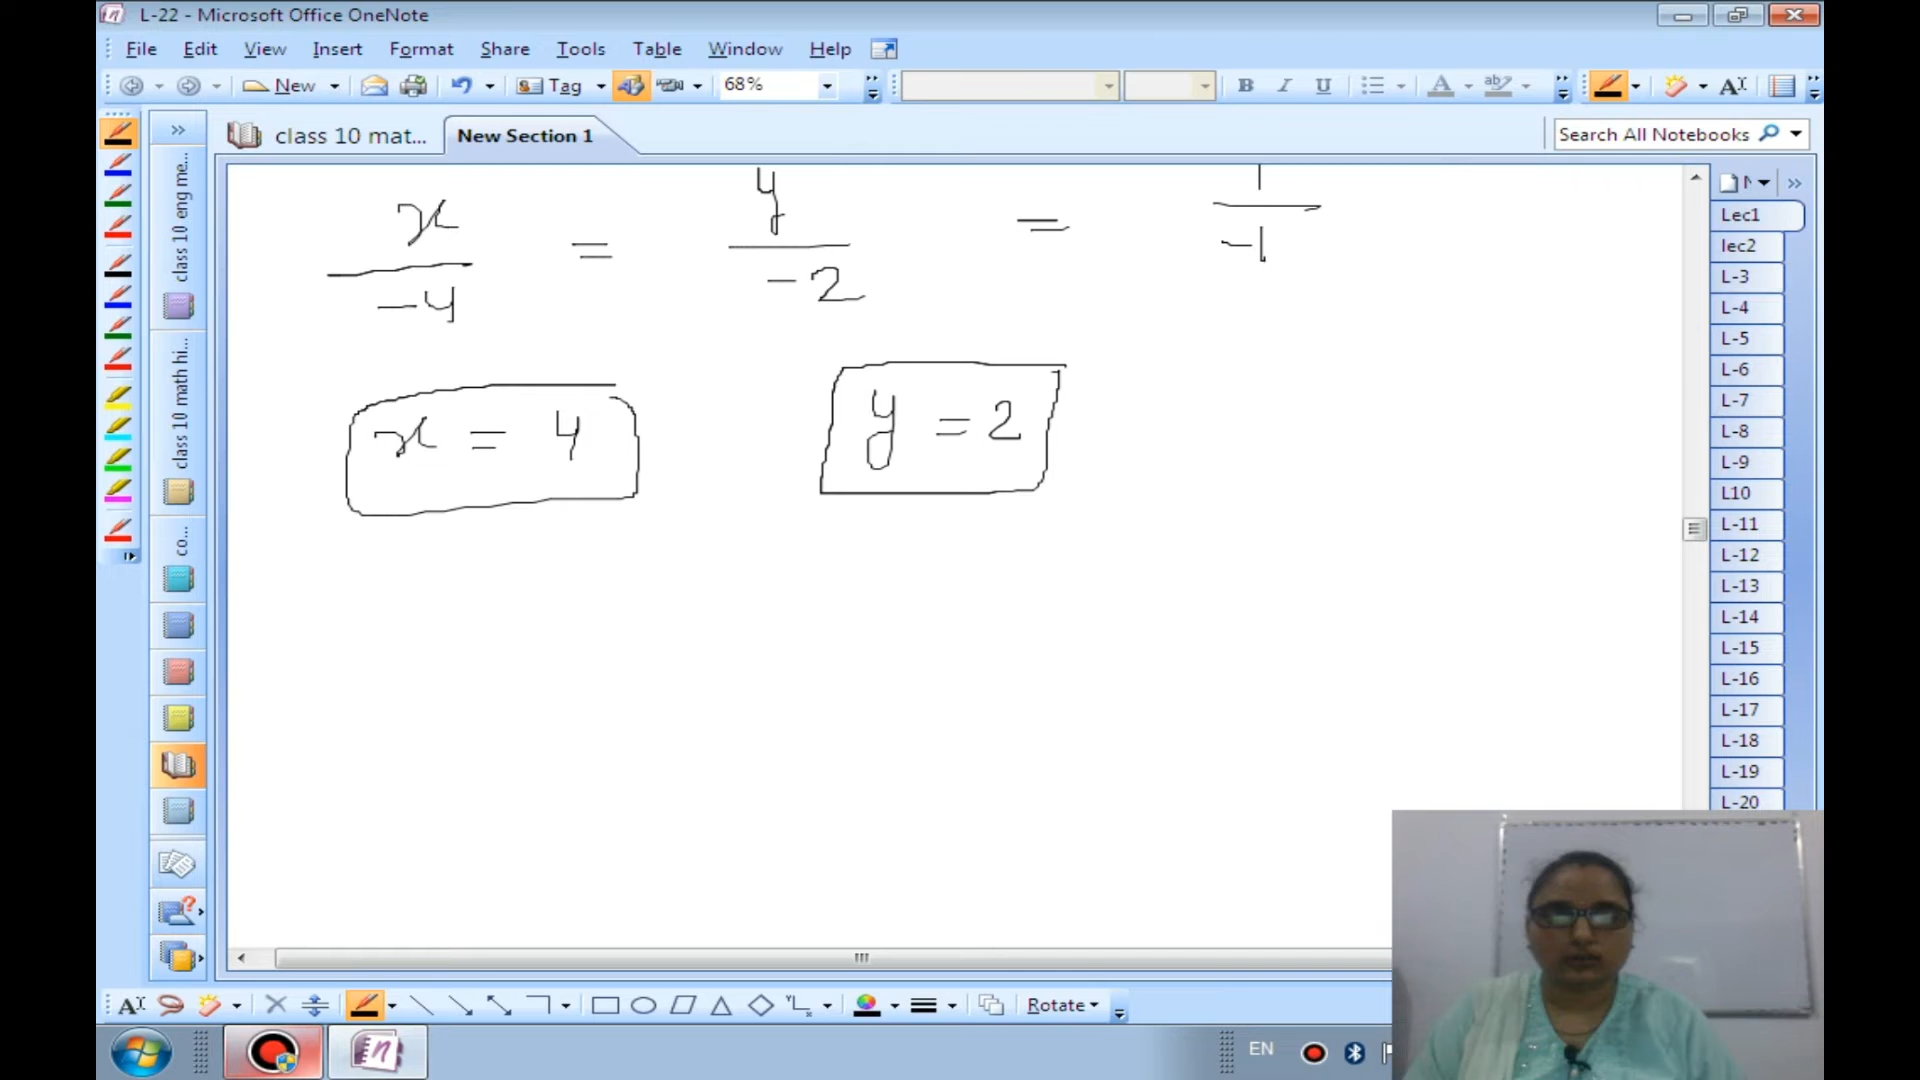 L-22 - Microsoft Office OneNote
File Edit View Insert Format Share Tools Table Window Help
New Tag 68% B I U A ab A
class 10 mat... New Section 1 Search All Notebooks
class 10 eng me...
class 10 math hi...
co...
x/-4 = y/-2 = 1/-1
x = 4 y = 2
Lec1
lec2
L-3
L-4
L-5
L-6
L-7
L-8
L-9
L10
L-11
L-12
L-13
L-14
L-15
L-16
L-17
L-18
L-19
L-20
A Rotate
EN